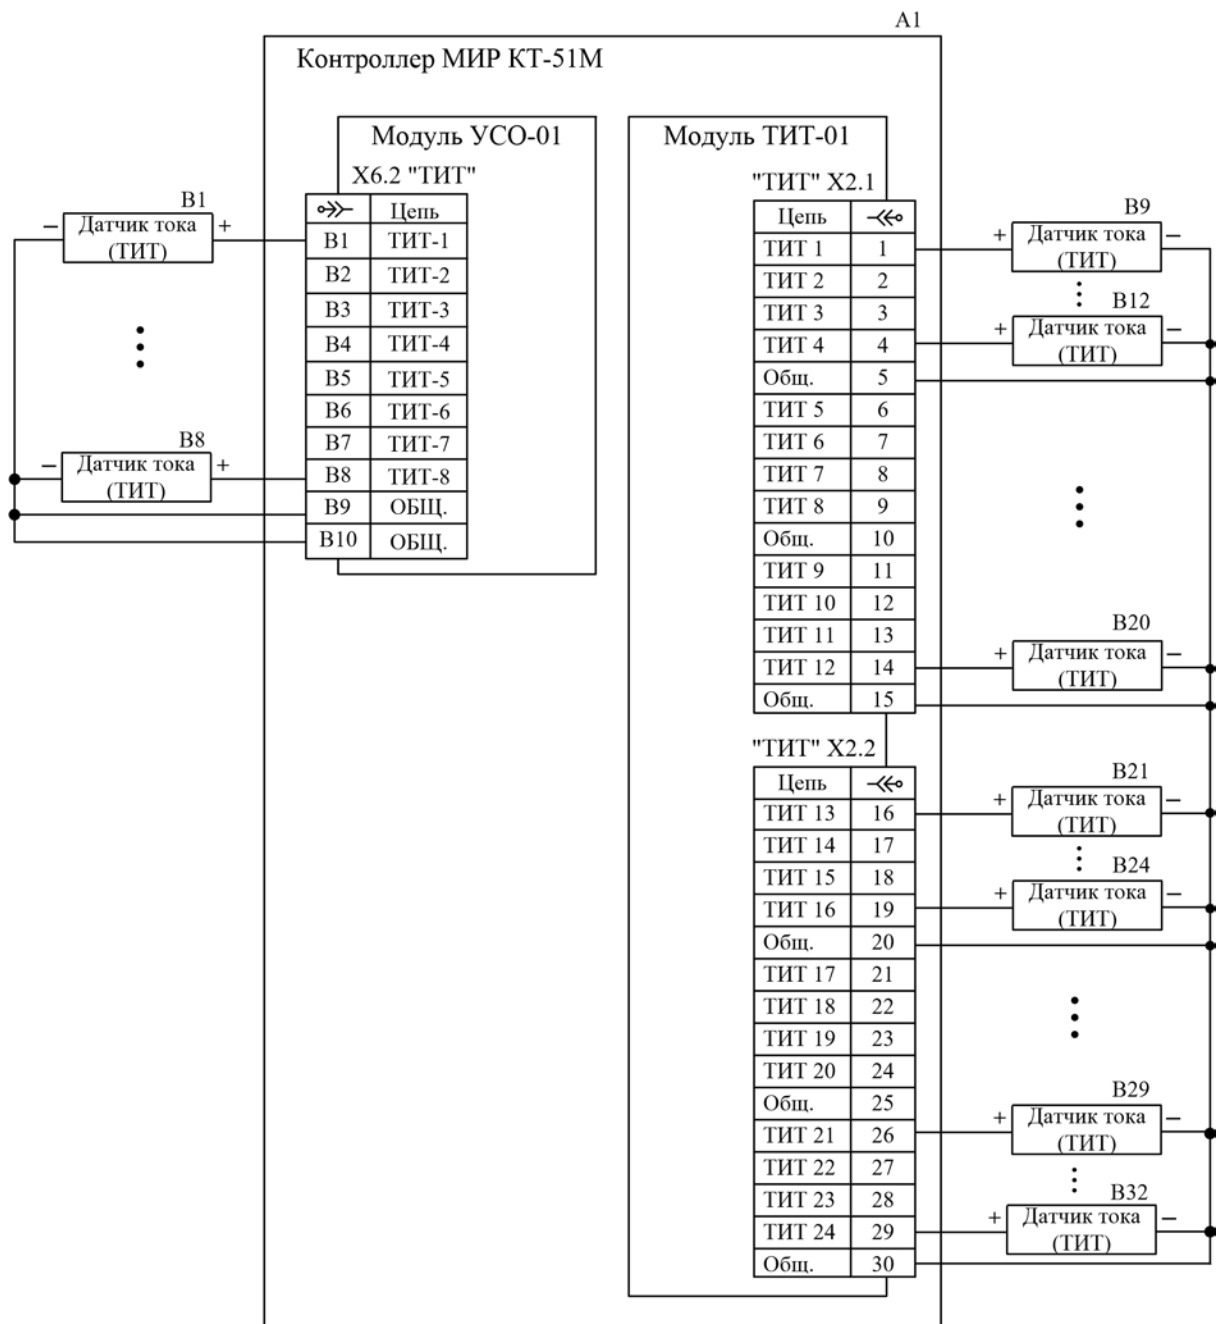 A1
Контроллер МИР КТ-51М
Модуль УСО-01
X6.2 "ТИТ"
Цепь
B1 ТИТ-1
B2 ТИТ-2
B3 ТИТ-3
B4 ТИТ-4
B5 ТИТ-5
B6 ТИТ-6
B7 ТИТ-7
B8 ТИТ-8
B9 ОБЩ.
B10 ОБЩ.
B1
− Датчик тока +
(ТИТ)
B8
− Датчик тока +
(ТИТ)
Модуль ТИТ-01
"ТИТ" X2.1
Цепь
ТИТ 1 1
ТИТ 2 2
ТИТ 3 3
ТИТ 4 4
Общ. 5
ТИТ 5 6
ТИТ 6 7
ТИТ 7 8
ТИТ 8 9
Общ. 10
ТИТ 9 11
ТИТ 10 12
ТИТ 11 13
ТИТ 12 14
Общ. 15
"ТИТ" X2.2
Цепь
ТИТ 13 16
ТИТ 14 17
ТИТ 15 18
ТИТ 16 19
Общ. 20
ТИТ 17 21
ТИТ 18 22
ТИТ 19 23
ТИТ 20 24
Общ. 25
ТИТ 21 26
ТИТ 22 27
ТИТ 23 28
ТИТ 24 29
Общ. 30
B9
+ Датчик тока −
(ТИТ)
B12
+ Датчик тока −
(ТИТ)
B20
+ Датчик тока −
(ТИТ)
B21
+ Датчик тока −
(ТИТ)
B24
+ Датчик тока −
(ТИТ)
B29
+ Датчик тока −
(ТИТ)
B32
+ Датчик тока −
(ТИТ)